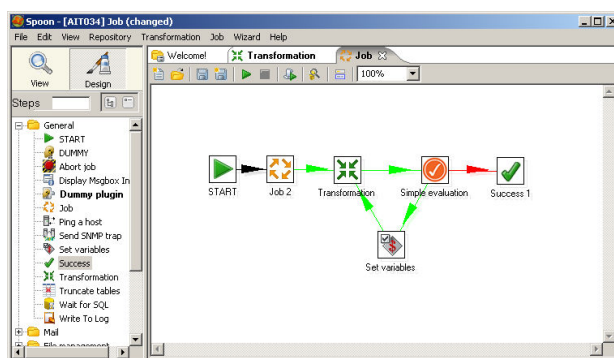 Spoon - [AIT034] Job (changed)
File Edit View Repository Transformation Job Wizard Help
View Design
Welcome! Transformation Job
100%
Steps
General
START
DUMMY
Abort job
Display Msgbox In
Dummy plugin
Job
Ping a host
Send SNMP trap
Set variables
Success
Transformation
Truncate tables
Wait for SQL
Write To Log
Mail
START Job 2 Transformation Simple evaluation Success 1
Set variables